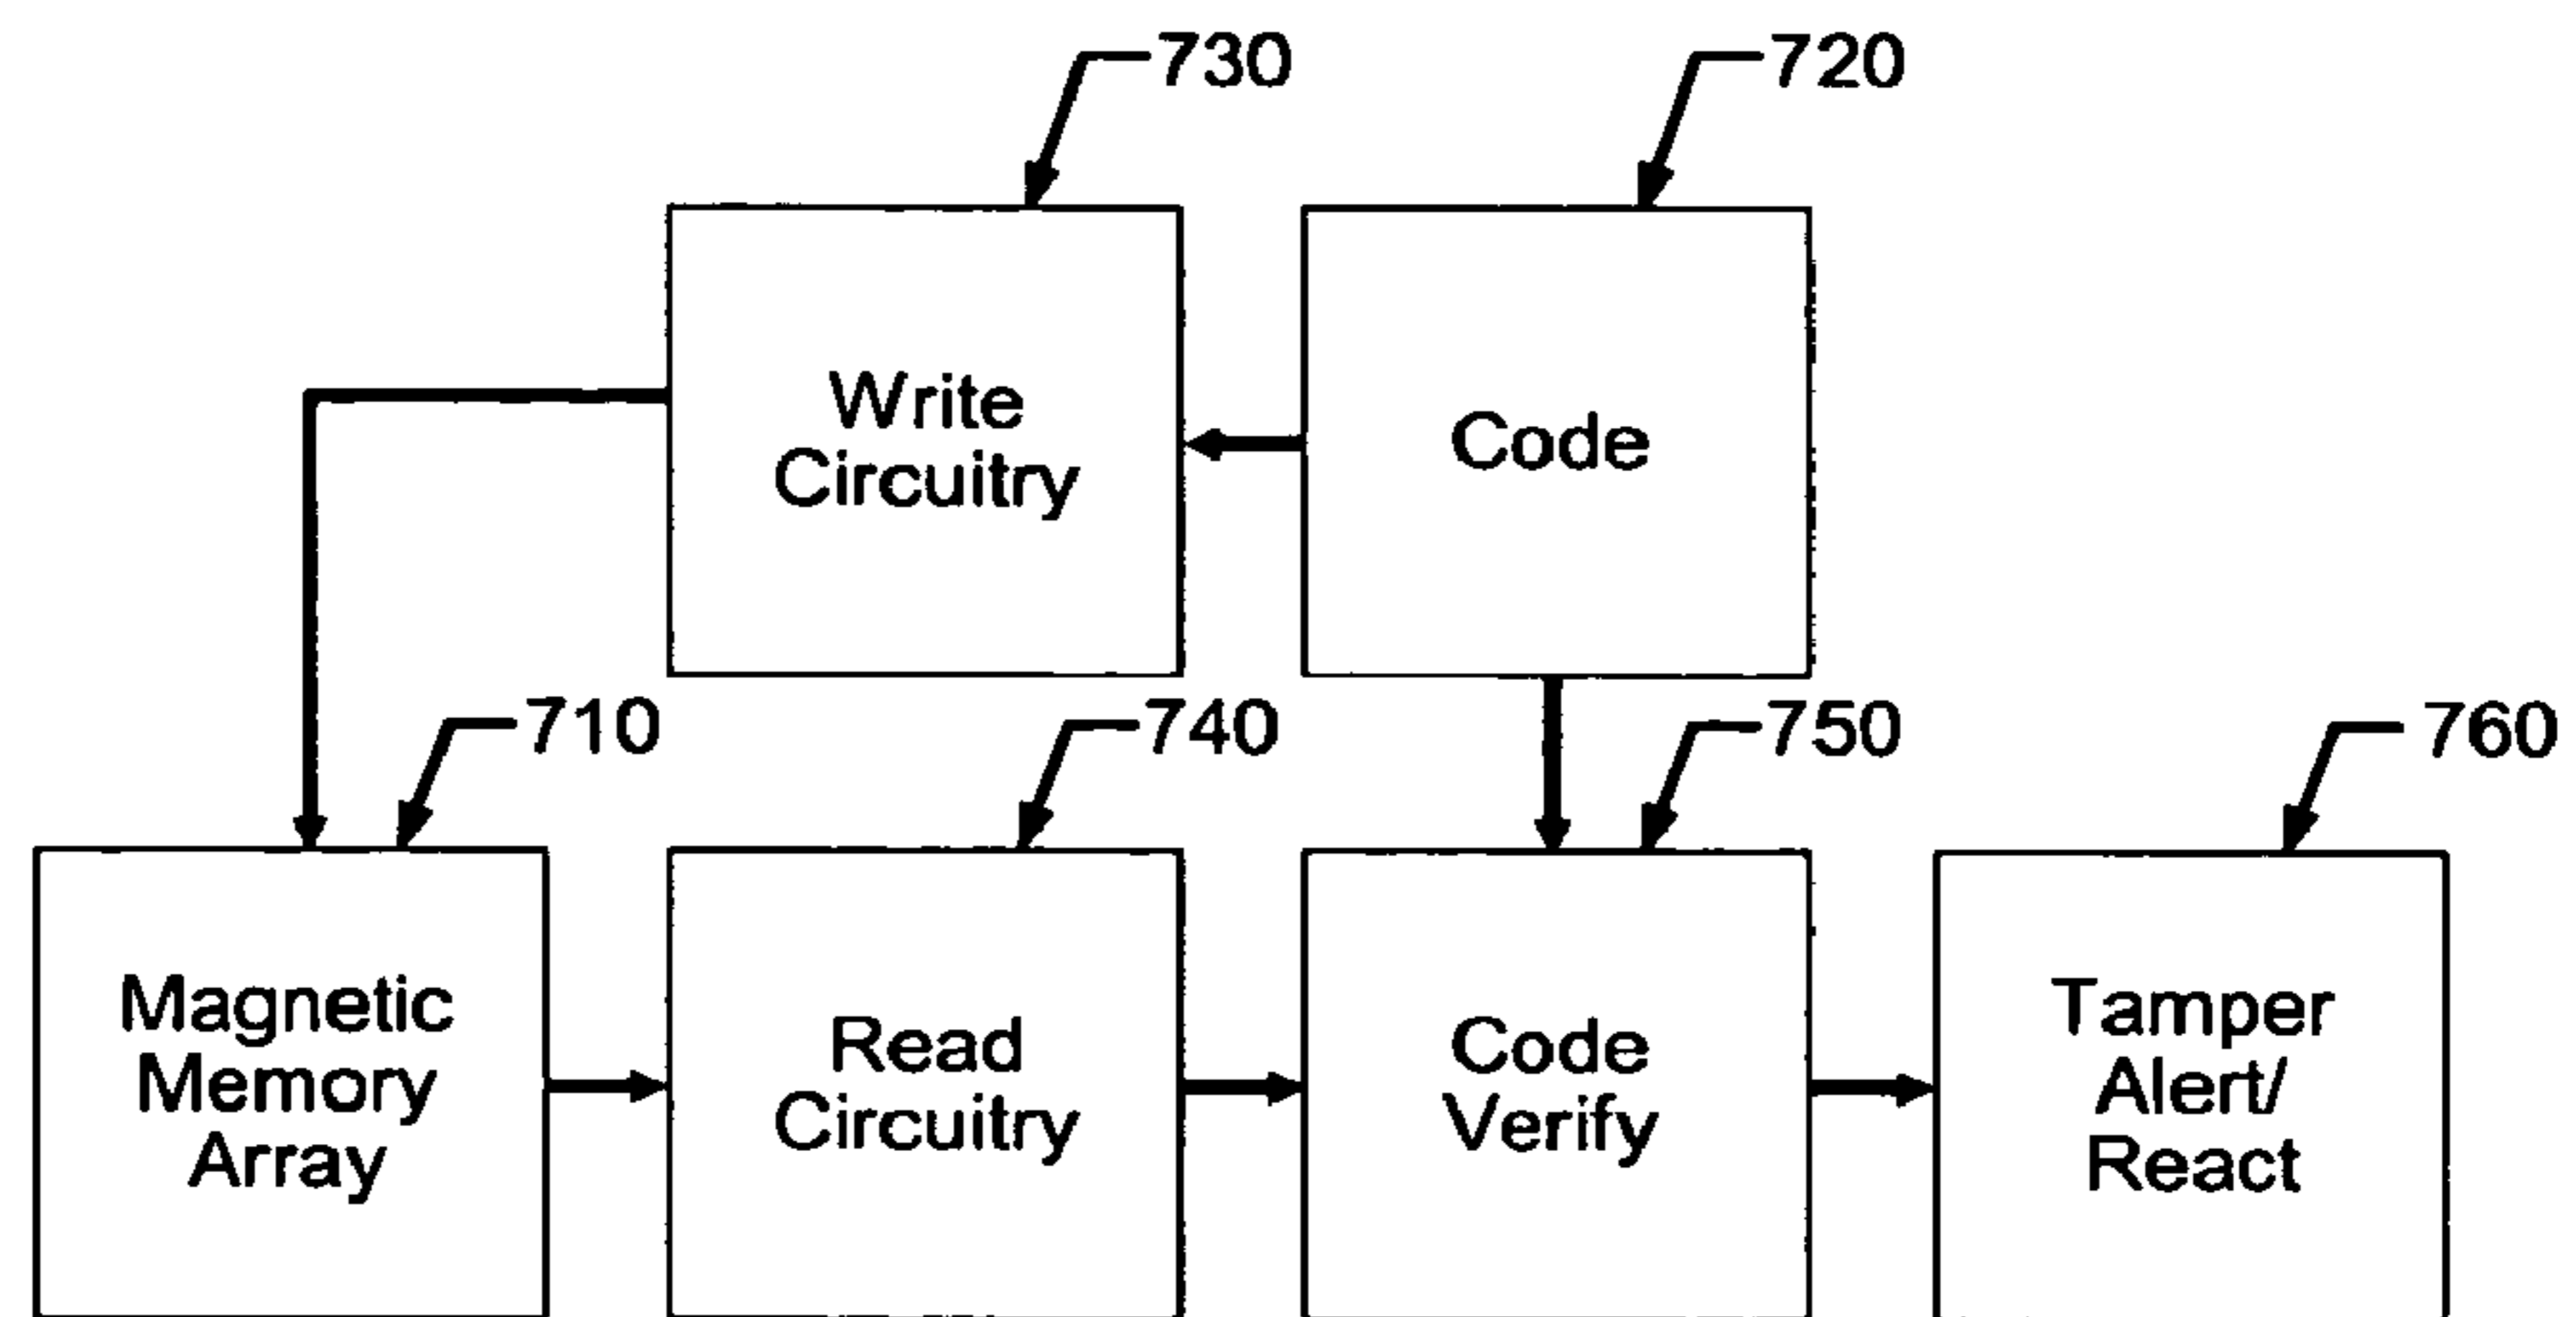 730
720
Write
Circuitry
Code
710
740
750
760
Magnetic
Memory
Array
Read
Circuitry
Code
Verify
Tamper
Alert/
React